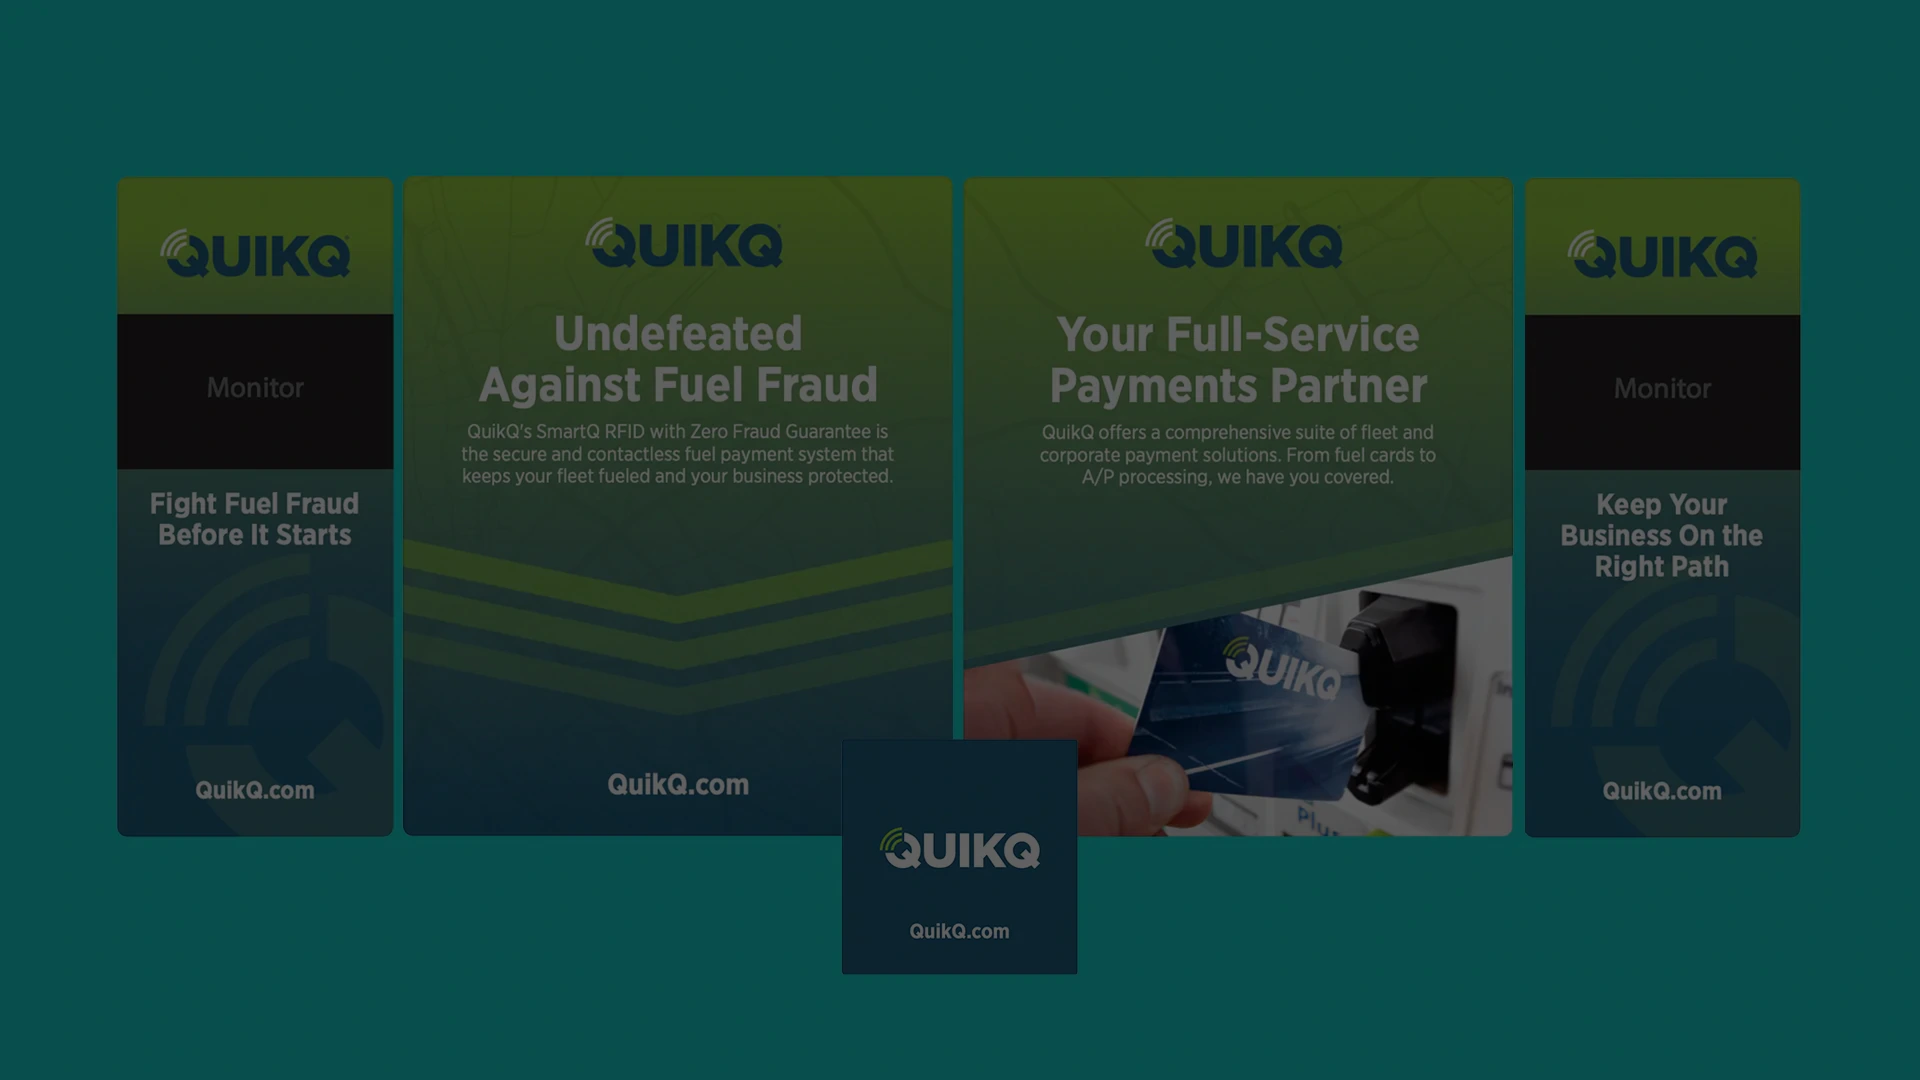 QUIKQ
Monitor
Fight Fuel Fraud
Before It Starts
QuikQ.com
QUIKQ
Undefeated
Against Fuel Fraud
QuikQ's SmartQ RFID with Zero Fraud Guarantee is
the secure and contactless fuel payment system that
keeps your fleet fueled and your business protected.
QuikQ.com
QUIKQ
Your Full-Service
Payments Partner
QuikQ offers a comprehensive suite of fleet and
corporate payment solutions. From fuel cards to
A/P processing, we have you covered.
QUIKQ
QUIKQ
Monitor
Keep Your
Business On the
Right Path
QuikQ.com
QUIKQ
QuikQ.com